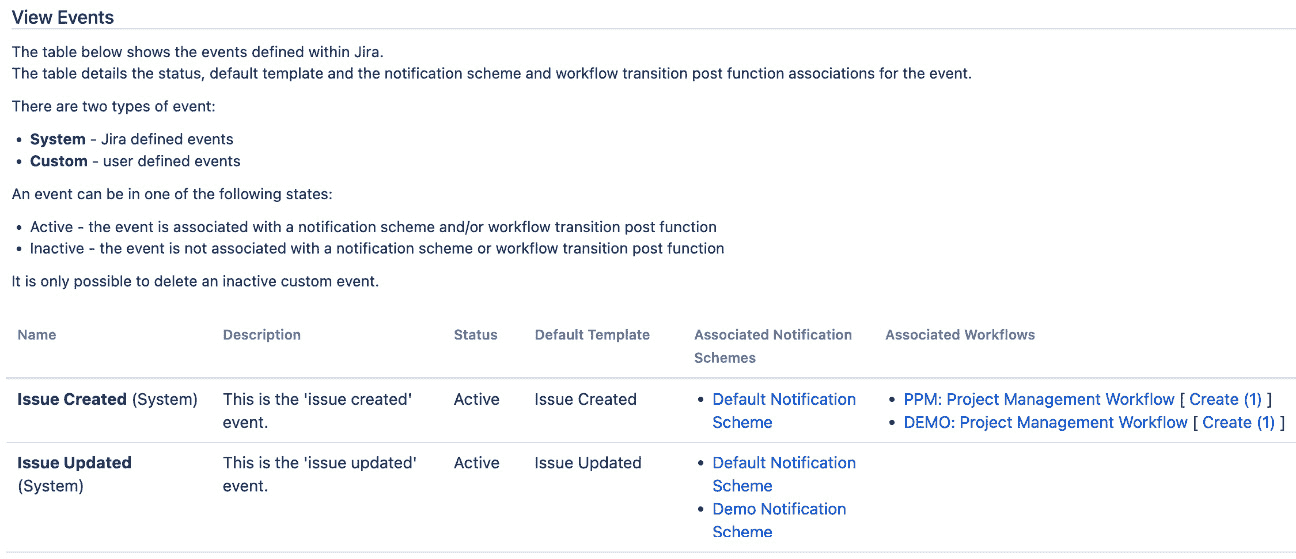 View Events
The table below shows the events defined within Jira.
The table details the status, default template and the notification scheme and workflow transition post function associations for the event.
There are two types of event:
• System - Jira defined events
• Custom - user defined events
An event can be in one of the following states:
• Active - the event is associated with a notification scheme and/or workflow transition post function
• Inactive - the event is not associated with a notification scheme or workflow transition post function
It is only possible to delete an inactive custom event.
Name Description Status Default Template Associated Notification Associated Workflows
Schemes
Issue Created (System) This is the 'issue created' Active Issue Created • Default Notification • PPM: Project Management Workflow [ Create (1) ]
event. Scheme • DEMO: Project Management Workflow [ Create (1) ]
Issue Updated This is the 'issue updated' Active Issue Updated • Default Notification
(System) event. Scheme
• Demo Notification
Scheme